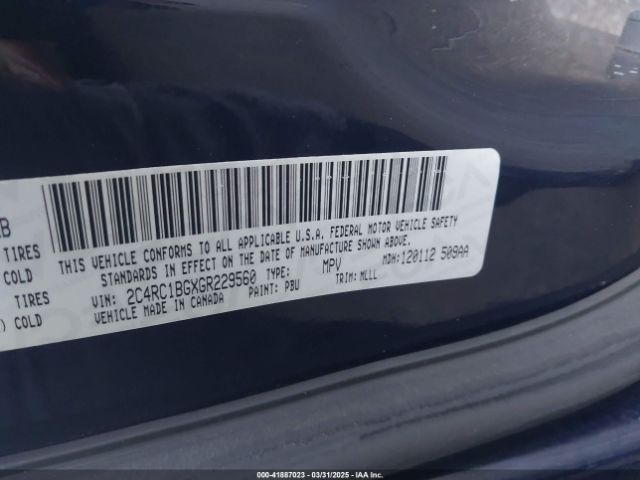 B
TIRES
COLD
TIRES
) COLD
THIS VEHICLE CONFORMS TO ALL APPLICABLE U.S.A. FEDERAL MOTOR VEHICLE SAFETY
STANDARDS IN EFFECT ON THE DATE OF MANUFACTURE SHOWN ABOVE.
VIN: 2C4RC1BGXGR229560 TYPE: MPV MDH:120112 509AA
VEHICLE MADE IN CANADA PAINT: PBU TRIM: MLLL
000-41887023 - 03/31/2025 - IAAI.COM